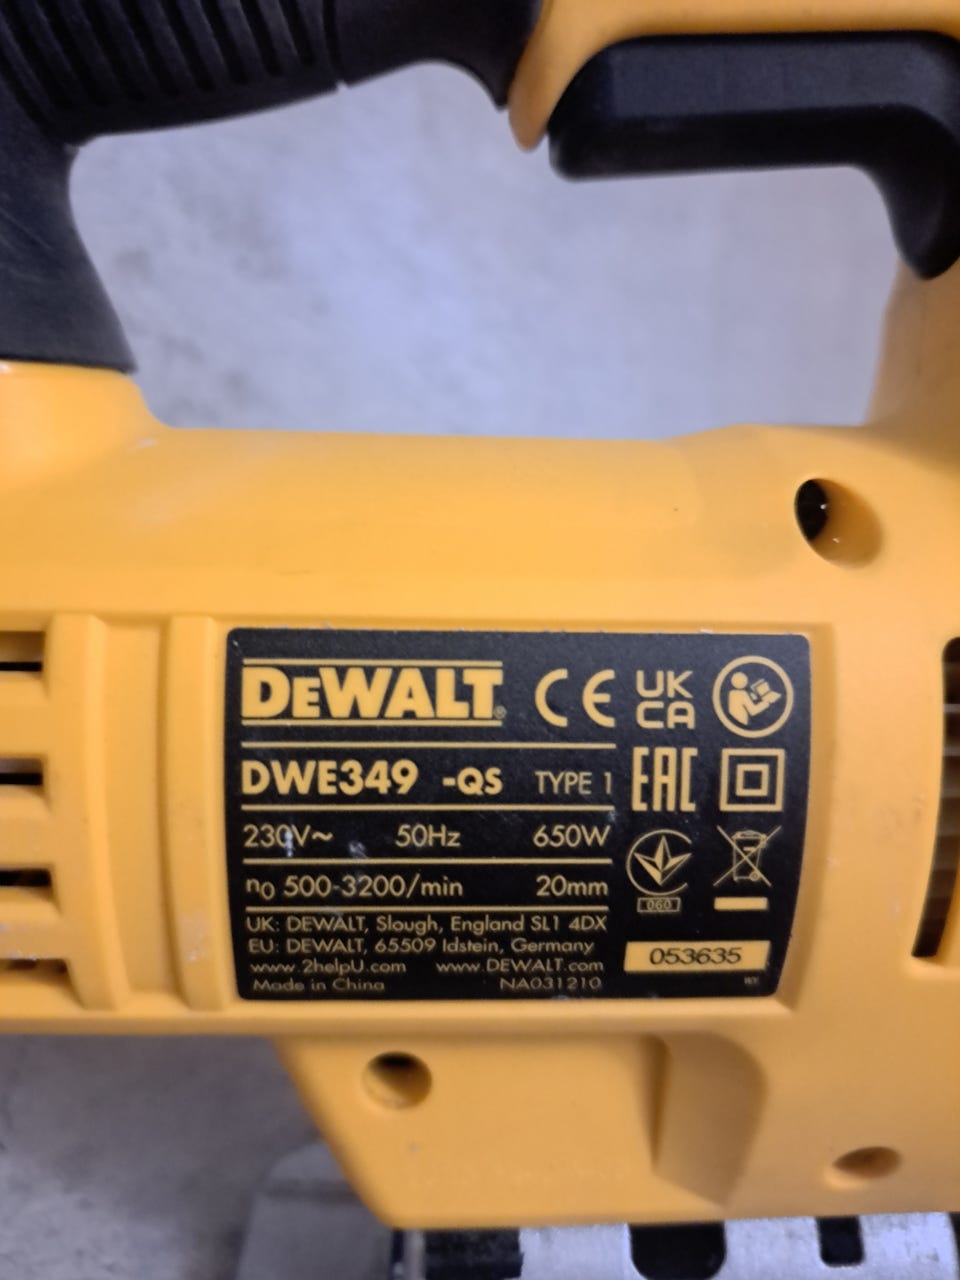 DEWALT®
CE
UK
CA
DWE349 -QS TYPE 1
EAC
230V~ 50Hz 650W
n0 500-3200/min 20mm
060
UK: DEWALT, Slough, England SL1 4DX
EU: DEWALT, 65509 Idstein, Germany
www.2helpU.com www.DEWALT.com
053635
Made in China NA031210